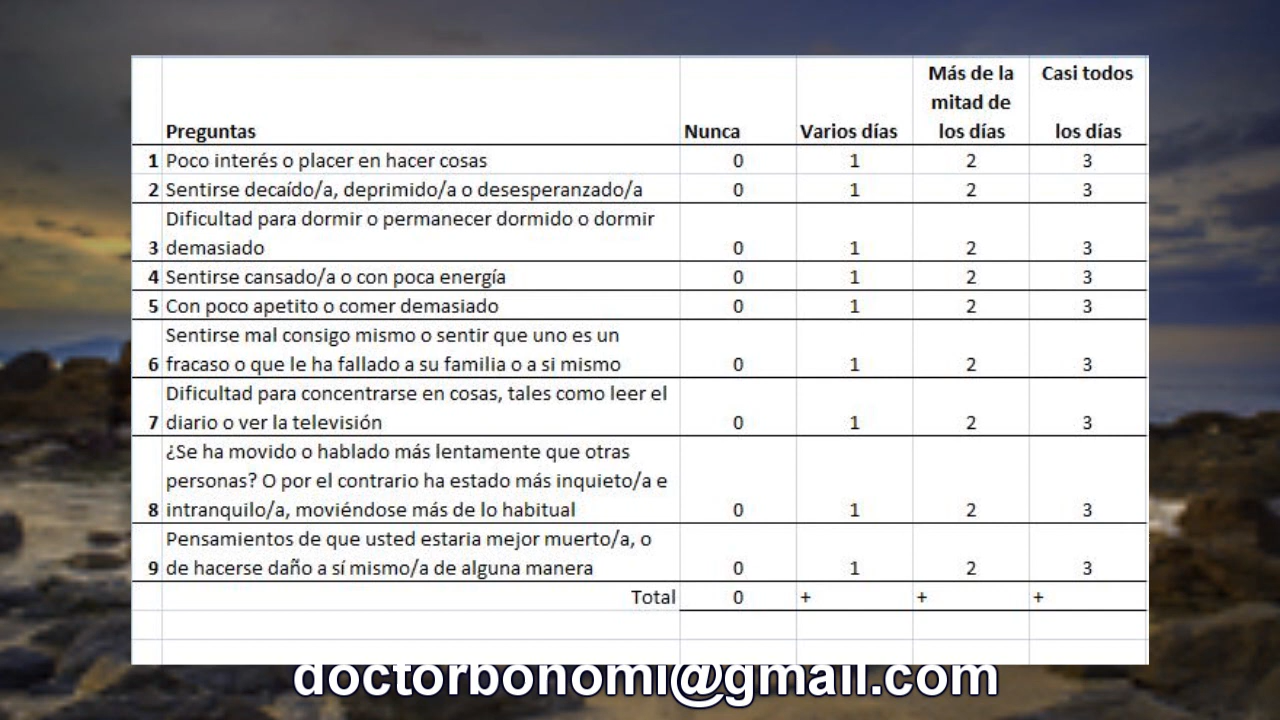 Preguntas Nunca Varios días Más de la mitad de los días Casi todos los días
1 Poco interés o placer en hacer cosas 0 1 2 3
2 Sentirse decaído/a, deprimido/a o desesperanzado/a 0 1 2 3
Dificultad para dormir o permanecer dormido o dormir
3 demasiado 0 1 2 3
4 Sentirse cansado/a o con poca energía 0 1 2 3
5 Con poco apetito o comer demasiado 0 1 2 3
Sentirse mal consigo mismo o sentir que uno es un
6 fracaso o que le ha fallado a su familia o a si mismo 0 1 2 3
Dificultad para concentrarse en cosas, tales como leer el
7 diario o ver la televisión 0 1 2 3
¿Se ha movido o hablado más lentamente que otras
personas? O por el contrario ha estado más inquieto/a e
8 intranquilo/a, moviéndose más de lo habitual 0 1 2 3
Pensamientos de que usted estaria mejor muerto/a, o
9 de hacerse daño a sí mismo/a de alguna manera 0 1 2 3
Total 0 + + +
doctorbonomi@gmail.com